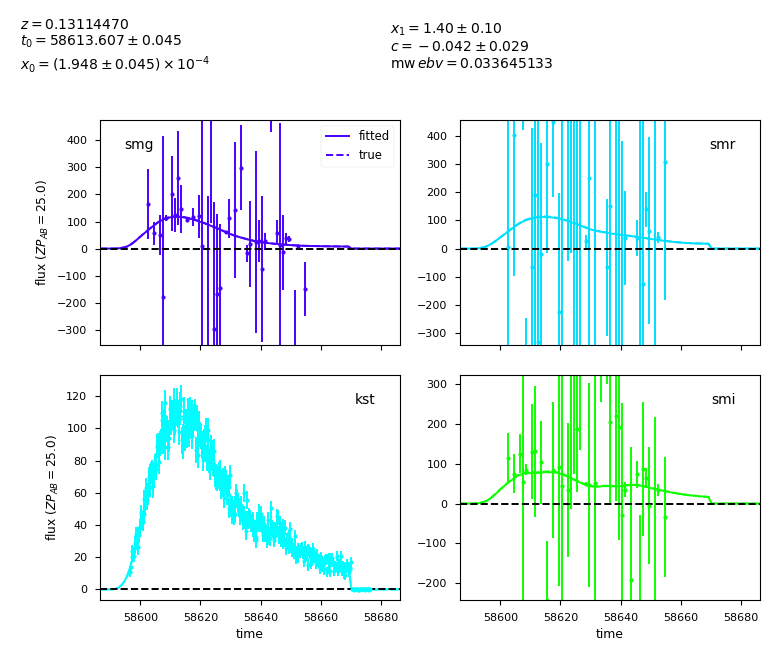 z = 0.13114470
t₀ = 58613.607 ± 0.045
x₀ = (1.948 ± 0.045) × 10⁻⁴
x₁ = 1.40 ± 0.10
c = −0.042 ± 0.029
mw ebv = 0.033645133
smg
fitted
true
400
300
200
100
0
−100
−200
−300
flux (ZP_AB = 25.0)
smr
400
300
200
100
0
−100
−200
−300
kst
120
100
80
60
40
20
0
flux (ZP_AB = 25.0)
58600 58620 58640 58660 58680
time
smi
300
200
100
0
−100
−200
58600 58620 58640 58660 58680
time